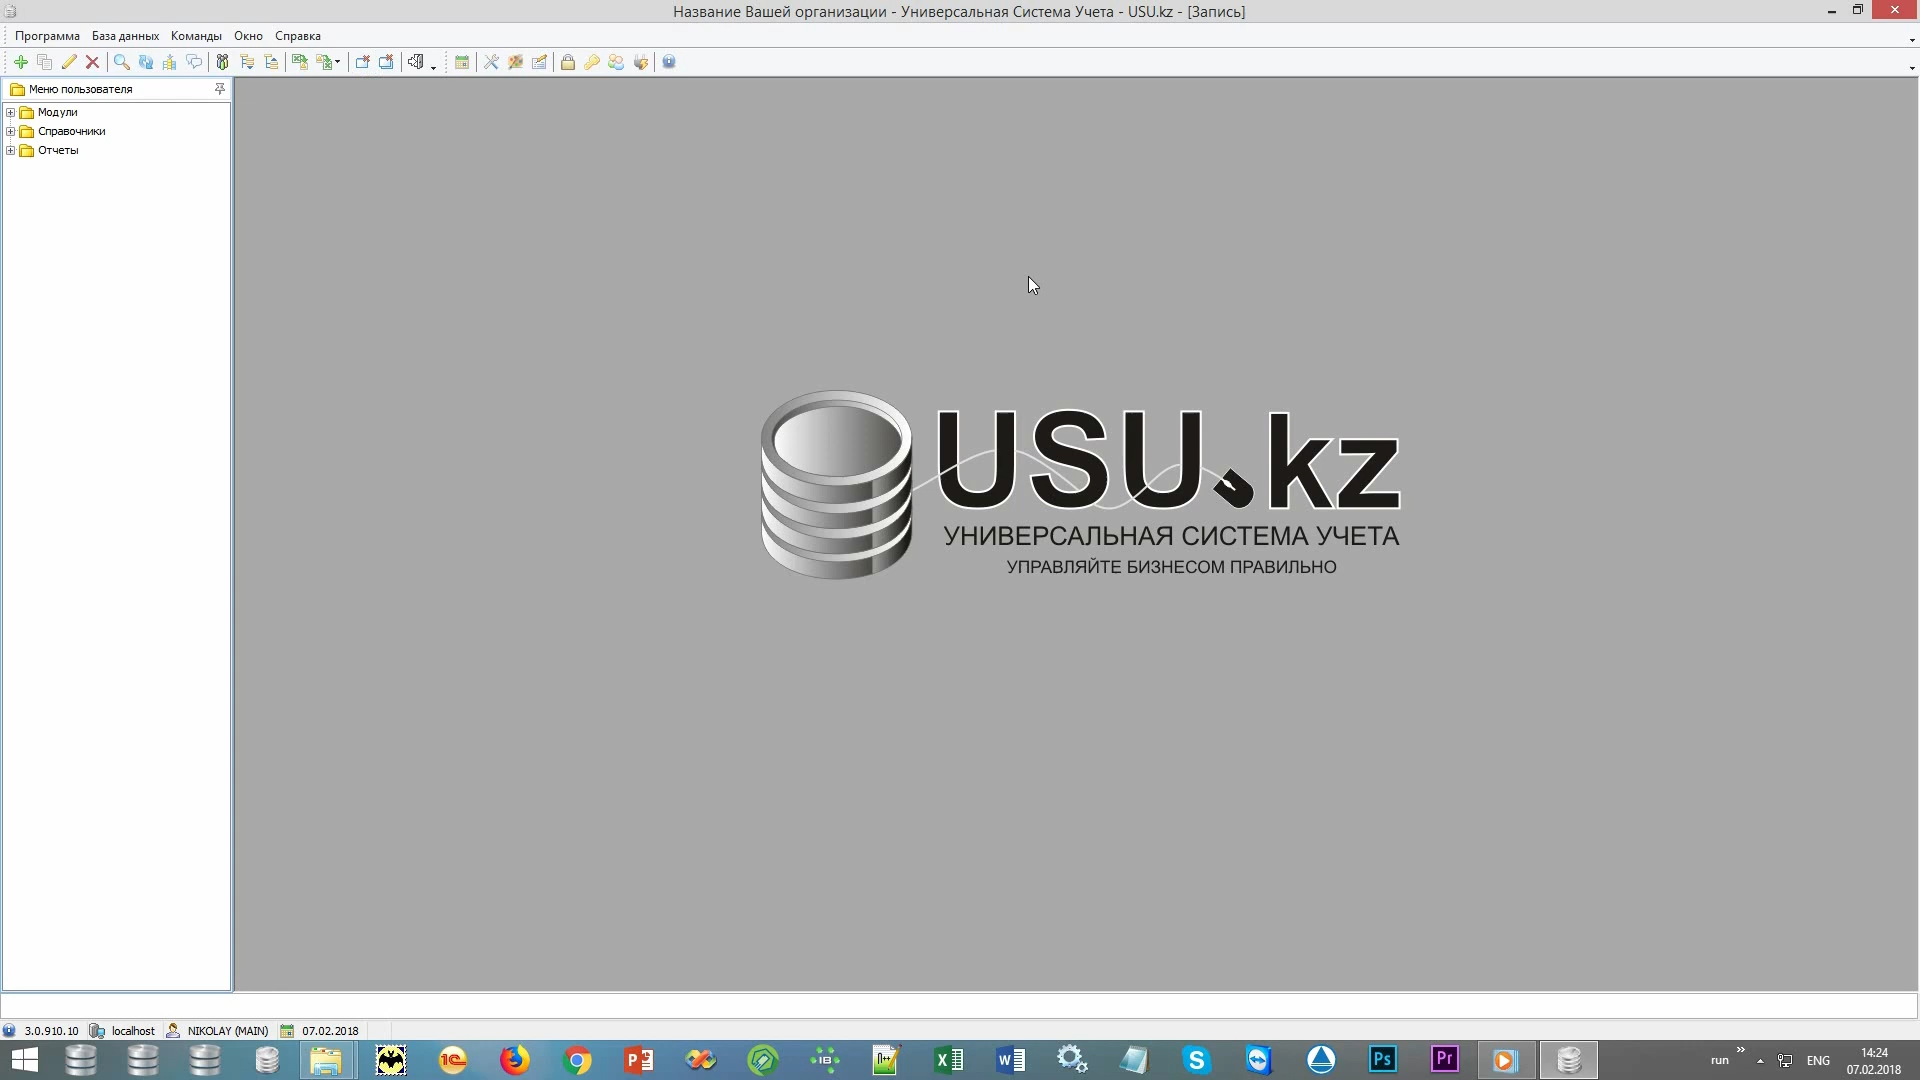 Название Вашей организации - Универсальная Система Учета - USU.kz - [Запись]
Программа База данных Команды Окно Справка
Меню пользователя
Модули
Справочники
Отчеты
USU.kz
УНИВЕРСАЛЬНАЯ СИСТЕМА УЧЕТА
УПРАВЛЯЙТЕ БИЗНЕСОМ ПРАВИЛЬНО
3.0.910.10 localhost NIKOLAY (MAIN) 07.02.2018
run ENG 14:24
07.02.2018